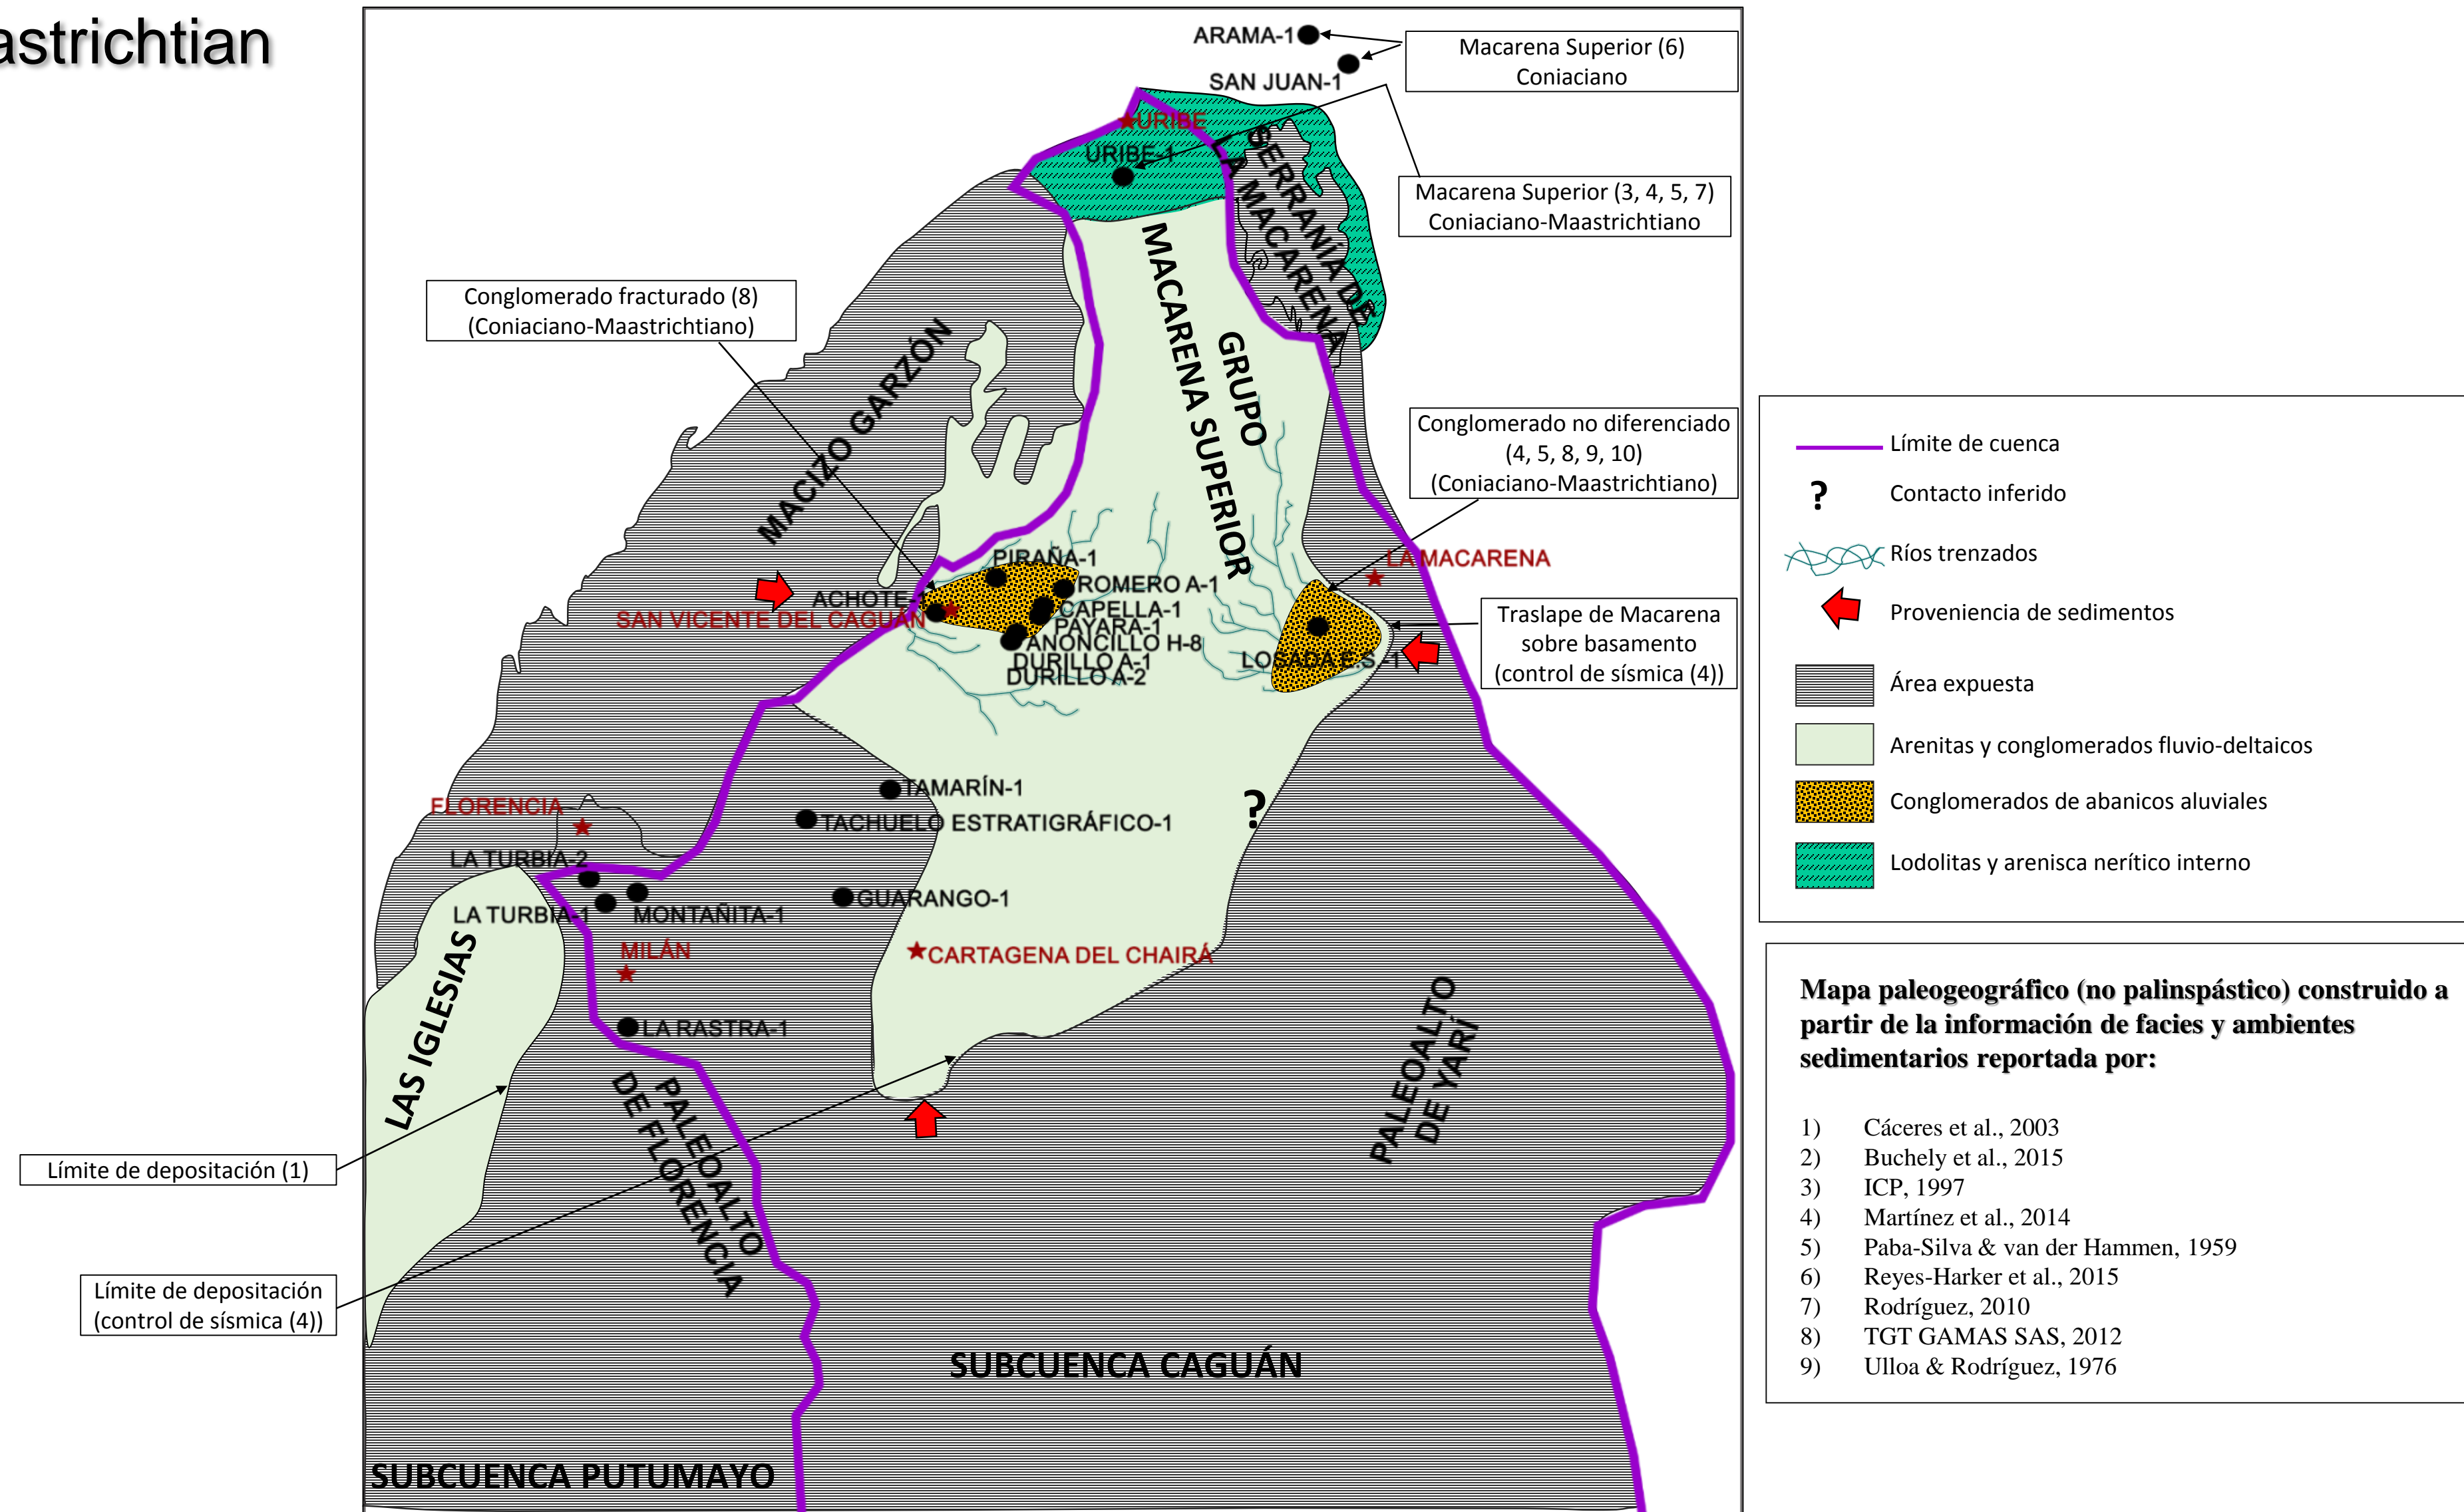 astrichtian
ARAMA-1
SAN JUAN-1
Macarena Superior (6)
Coniaciano
URIBE
URIBE-1
SERRANÍA DE
LA MACARENA
Macarena Superior (3, 4, 5, 7)
Coniaciano-Maastrichtiano
Conglomerado fracturado (8)
(Coniaciano-Maastrichtiano)
MACIZO GARZÓN
GRUPO
MACARENA SUPERIOR
Conglomerado no diferenciado
(4, 5, 8, 9, 10)
(Coniaciano-Maastrichtiano)
LA MACARENA
PIRAÑA-1
ROMERO A-1
ACHOTE-1
CAPELLA-1
SAN VICENTE DEL CAGUÁN
PAYARA-1
ANONCILLO H-8
DURILLO A-1
DURILLO A-2
LOSADA E.S.-1
Traslape de Macarena
sobre basamento
(control de sísmica (4))
TAMARÍN-1
TACHUELO ESTRATIGRÁFICO-1
?
FLORENCIA
LA TURBIA-2
LA TURBIA-1
MONTAÑITA-1
GUARANGO-1
MILÁN
CARTAGENA DEL CHAIRÁ
LA RASTRA-1
LAS IGLESIAS
PALEOALTO
DE FLORENCIA
PALEOALTO
DE YARÍ
Límite de depositación (1)
Límite de depositación
(control de sísmica (4))
SUBCUENCA CAGUÁN
SUBCUENCA PUTUMAYO
Límite de cuenca
? Contacto inferido
Ríos trenzados
Proveniencia de sedimentos
Área expuesta
Arenitas y conglomerados fluvio-deltaicos
Conglomerados de abanicos aluviales
Lodolitas y arenisca nerítico interno
Mapa paleogeográfico (no palinspástico) construido a
partir de la información de facies y ambientes
sedimentarios reportada por:
1) Cáceres et al., 2003
2) Buchely et al., 2015
3) ICP, 1997
4) Martínez et al., 2014
5) Paba-Silva & van der Hammen, 1959
6) Reyes-Harker et al., 2015
7) Rodríguez, 2010
8) TGT GAMAS SAS, 2012
9) Ulloa & Rodríguez, 1976